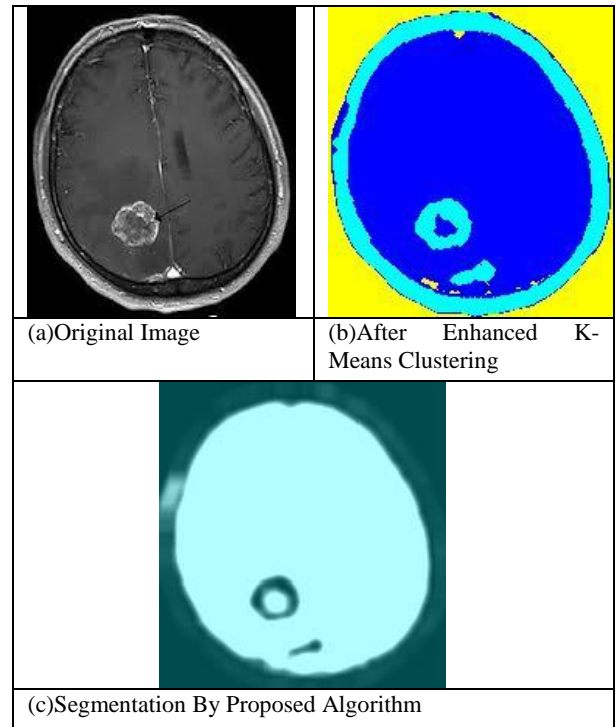 (a)Original Image
(b)After Enhanced K-
Means Clustering
(c)Segmentation By Proposed Algorithm